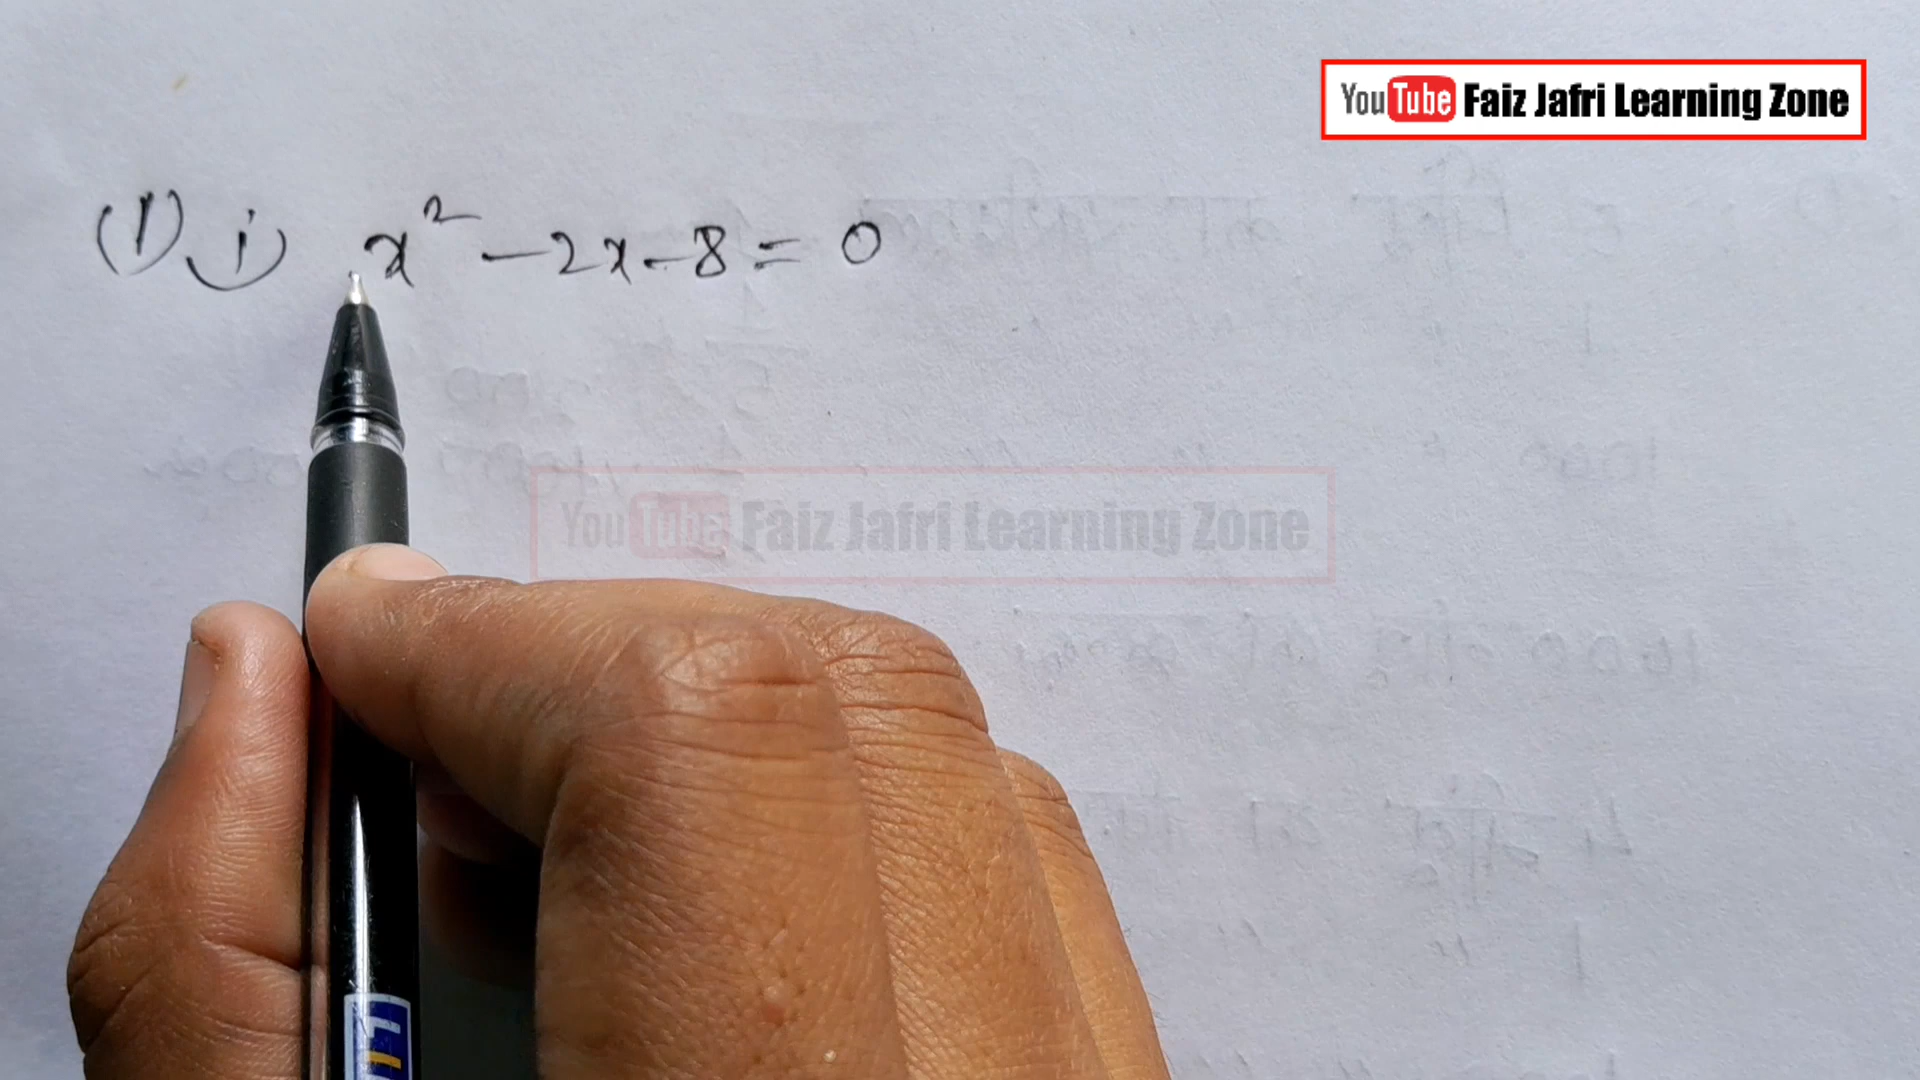 YouTube Faiz Jafri Learning Zone
(1) i) x² - 2x - 8 = 0
YouTube Faiz Jafri Learning Zone